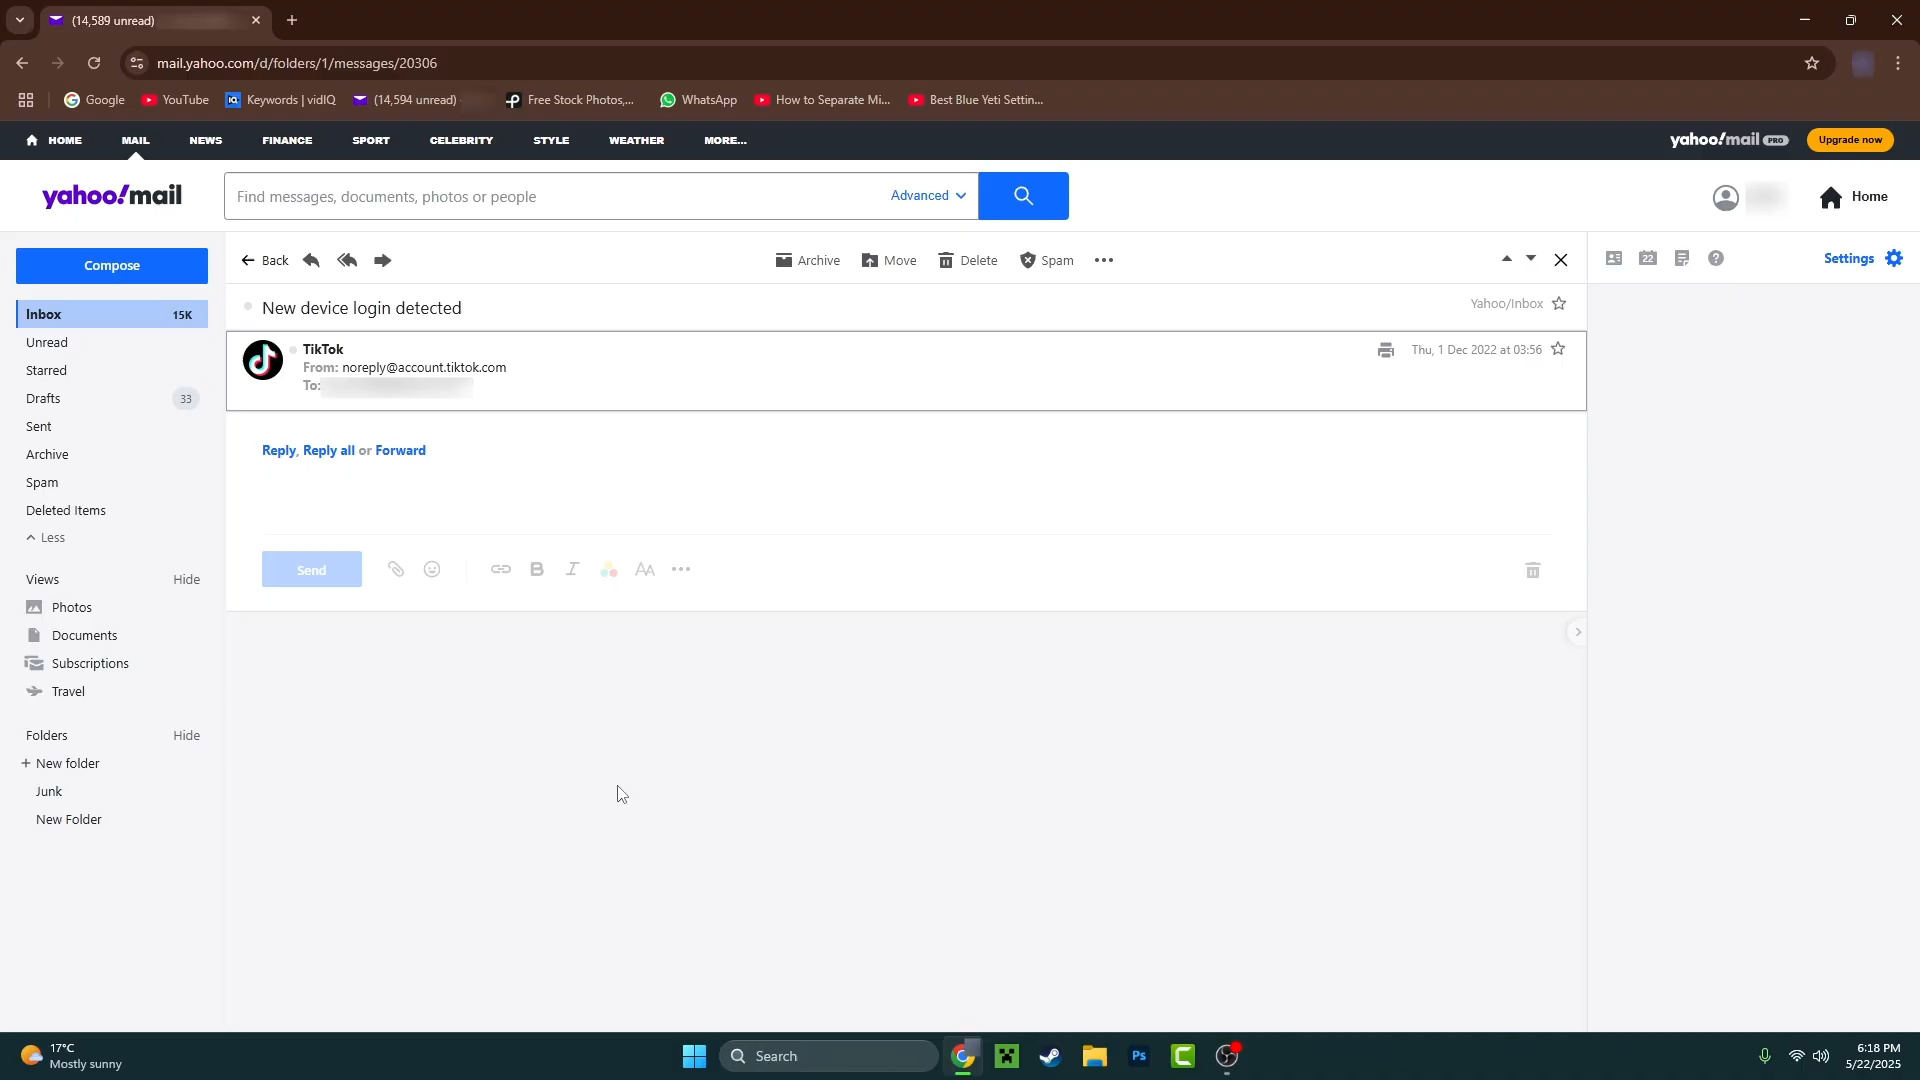 (14,589 unread)
mail.yahoo.com/d/folders/1/messages/20306
Google
YouTube
Keywords | vidIQ
(14,594 unread)
Free Stock Photos,...
WhatsApp
How to Separate Mi...
Best Blue Yeti Settin...
HOME
MAIL
NEWS
FINANCE
SPORT
CELEBRITY
STYLE
WEATHER
MORE...
yahoo!mail PRO
Upgrade now
yahoo!mail
Find messages, documents, photos or people
Advanced
Home
Compose
Back
Archive
Move
Delete
Spam
22
Settings
Inbox 15K
Unread
Starred
Drafts 33
Sent
Archive
Spam
Deleted Items
Less
Views Hide
Photos
Documents
Subscriptions
Travel
Folders Hide
+ New folder
Junk
New Folder
New device login detected
Yahoo/Inbox
TikTok
Thu, 1 Dec 2022 at 03:56
From: noreply@account.tiktok.com
To:
Reply, Reply all or Forward
Send
B I AA
17°C
Mostly sunny
Search
Ps
C
6:18 PM
5/22/2025